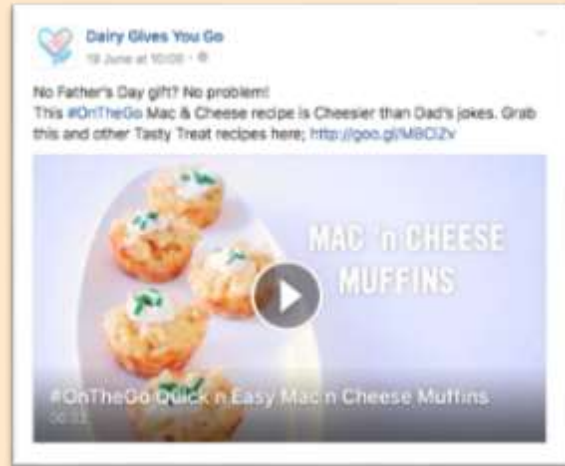 Dairy Gives You Go
19 June at 10:00
No Father's Day gift? No problem!
This #OnTheGo Mac & Cheese recipe is Cheesier than Dad's jokes. Grab
this and other Tasty Treat recipes here;
MAC 'n CHEESE
MUFFINS
#OnTheGo Quick n Easy Mac n Cheese Muffins